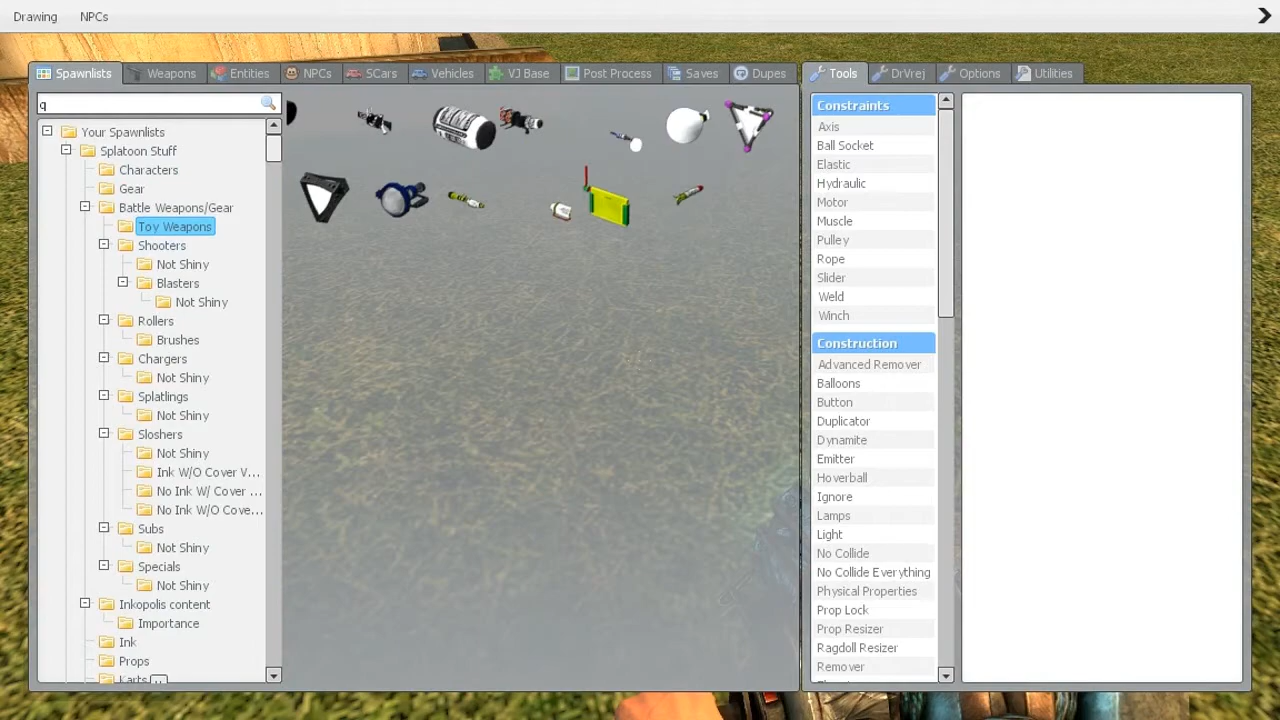 Drawing NPCs
Spawnlists Weapons Entities NPCs SCars Vehicles VJ Base Post Process Saves Dupes
Tools DrVrej Options Utilities
q
Your Spawnlists
Splatoon Stuff
Characters
Gear
Battle Weapons/Gear
Toy Weapons
Shooters
Not Shiny
Blasters
Not Shiny
Rollers
Brushes
Chargers
Not Shiny
Splatlings
Not Shiny
Sloshers
Not Shiny
Ink W/O Cover V...
No Ink W/ Cover ...
No Ink W/O Cove...
Subs
Not Shiny
Specials
Not Shiny
Inkopolis content
Importance
Ink
Props
Karts
Constraints
Axis
Ball Socket
Elastic
Hydraulic
Motor
Muscle
Pulley
Rope
Slider
Weld
Winch
Construction
Advanced Remover
Balloons
Button
Duplicator
Dynamite
Emitter
Hoverball
Ignore
Lamps
Light
No Collide
No Collide Everything
Physical Properties
Prop Lock
Prop Resizer
Ragdoll Resizer
Remover